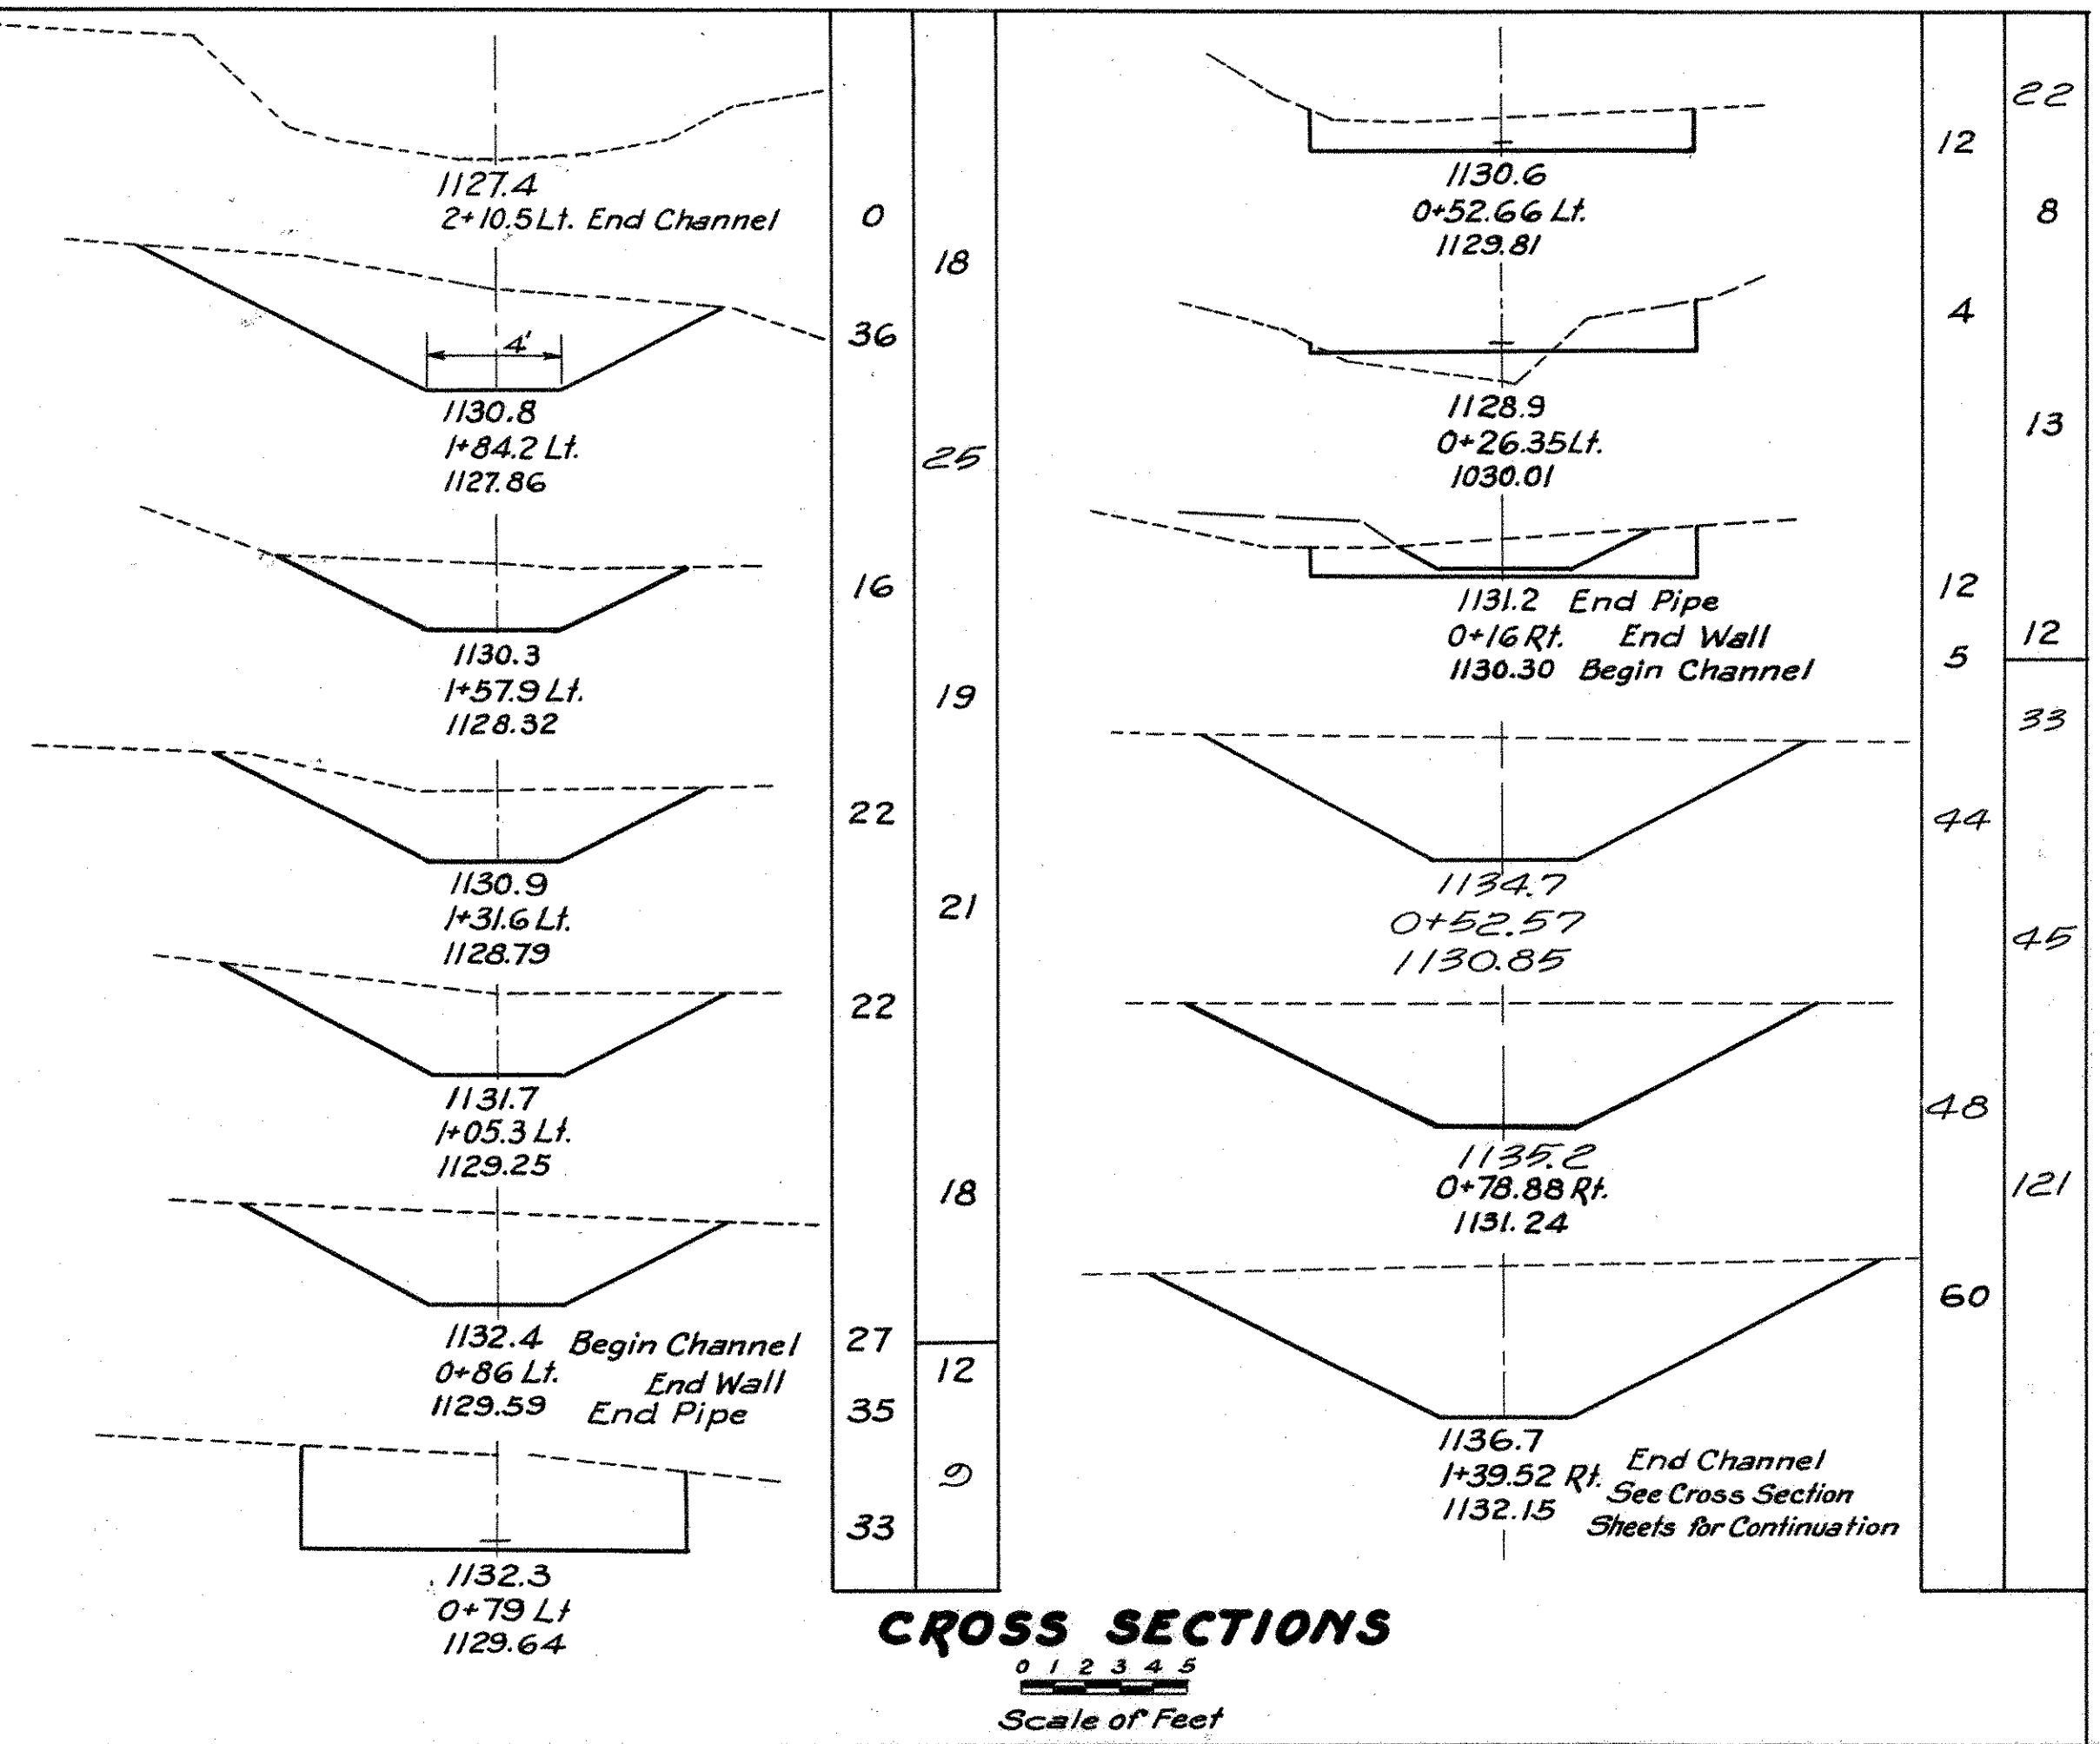 1127.4
2+10.5 Lt. End Channel
4'
1130.8
1+84.2 Lt.
1127.86
1130.3
1+57.9 Lt.
1128.32
1130.9
1+31.6 Lt.
1128.79
1131.7
1+05.3 Lt.
1129.25
1132.4 Begin Channel
0+86 Lt. End Wall
1129.59 End Pipe
1132.3
0+79 Lt
1129.64
0
36
16
22
22
27
35
33
18
25
19
21
18
12
9
1130.6
0+52.66 Lt.
1129.81
1128.9
0+26.35 Lt.
1030.01
1131.2 End Pipe
0+16 Rt. End Wall
1130.30 Begin Channel
1134.7
0+52.57
1130.85
1135.2
0+78.88 Rt.
1131.24
1136.7
1+39.52 Rt.
1132.15
End Channel
See Cross Section
Sheets for Continuation
12
4
12
5
44
48
60
22
8
13
12
33
45
121
CROSS SECTIONS
0 1 2 3 4 5
Scale of Feet